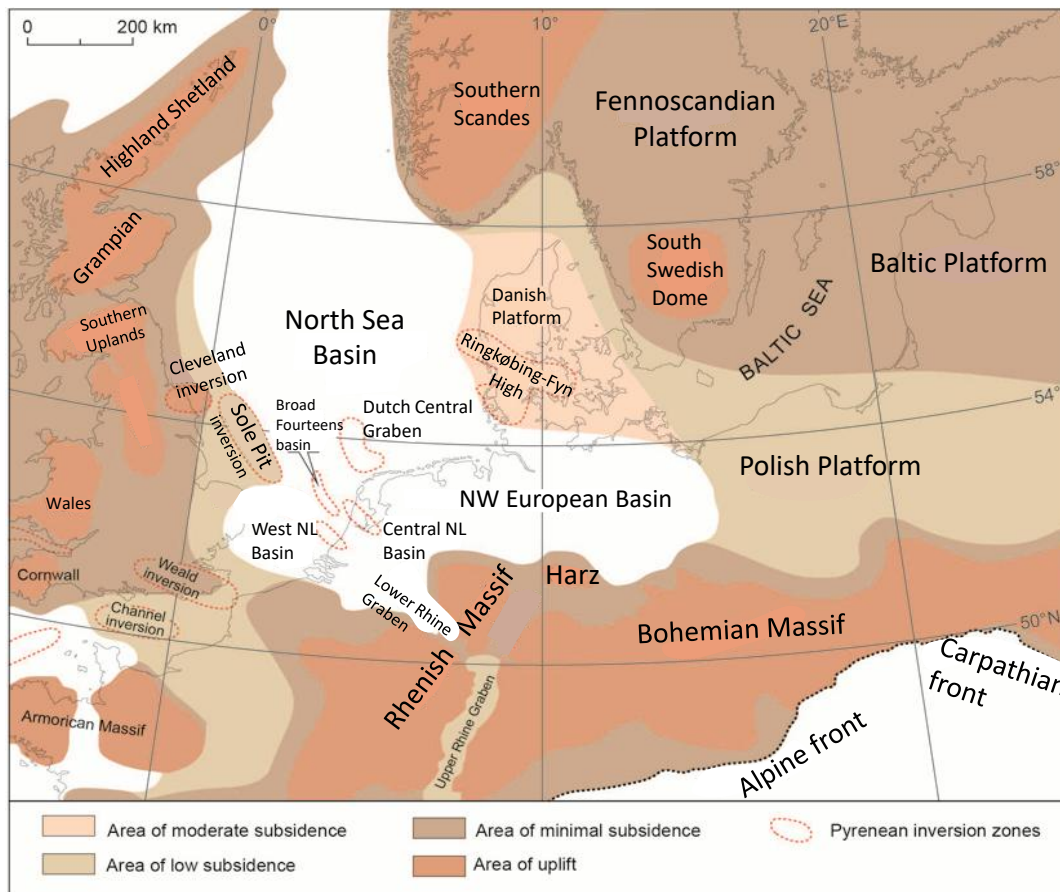 0
200 km
0°
10°
20°E
Highland Shetland
Southern
Scandes
Fennoscandian
Platform
58°
Grampian
South
Swedish
Dome
Baltic Platform
Danish
Platform
BALTIC SEA
Southern
Uplands
North Sea
Basin
Ringkøbing-Fyn
High
Cleveland
inversion
54°
Sole Pit
inversion
Broad
Fourteens
basin
Dutch Central
Graben
Polish Platform
NW European Basin
Wales
West NL
Basin
Central NL
Basin
Cornwall
Weald
inversion
Lower Rhine
Graben
Rhenish Massif
Harz
Channel
inversion
Bohemian Massif
50°N
Carpathian
front
Armorican Massif
Upper Rhine Graben
Alpine front
Area of moderate subsidence
Area of minimal subsidence
Pyrenean inversion zones
Area of low subsidence
Area of uplift